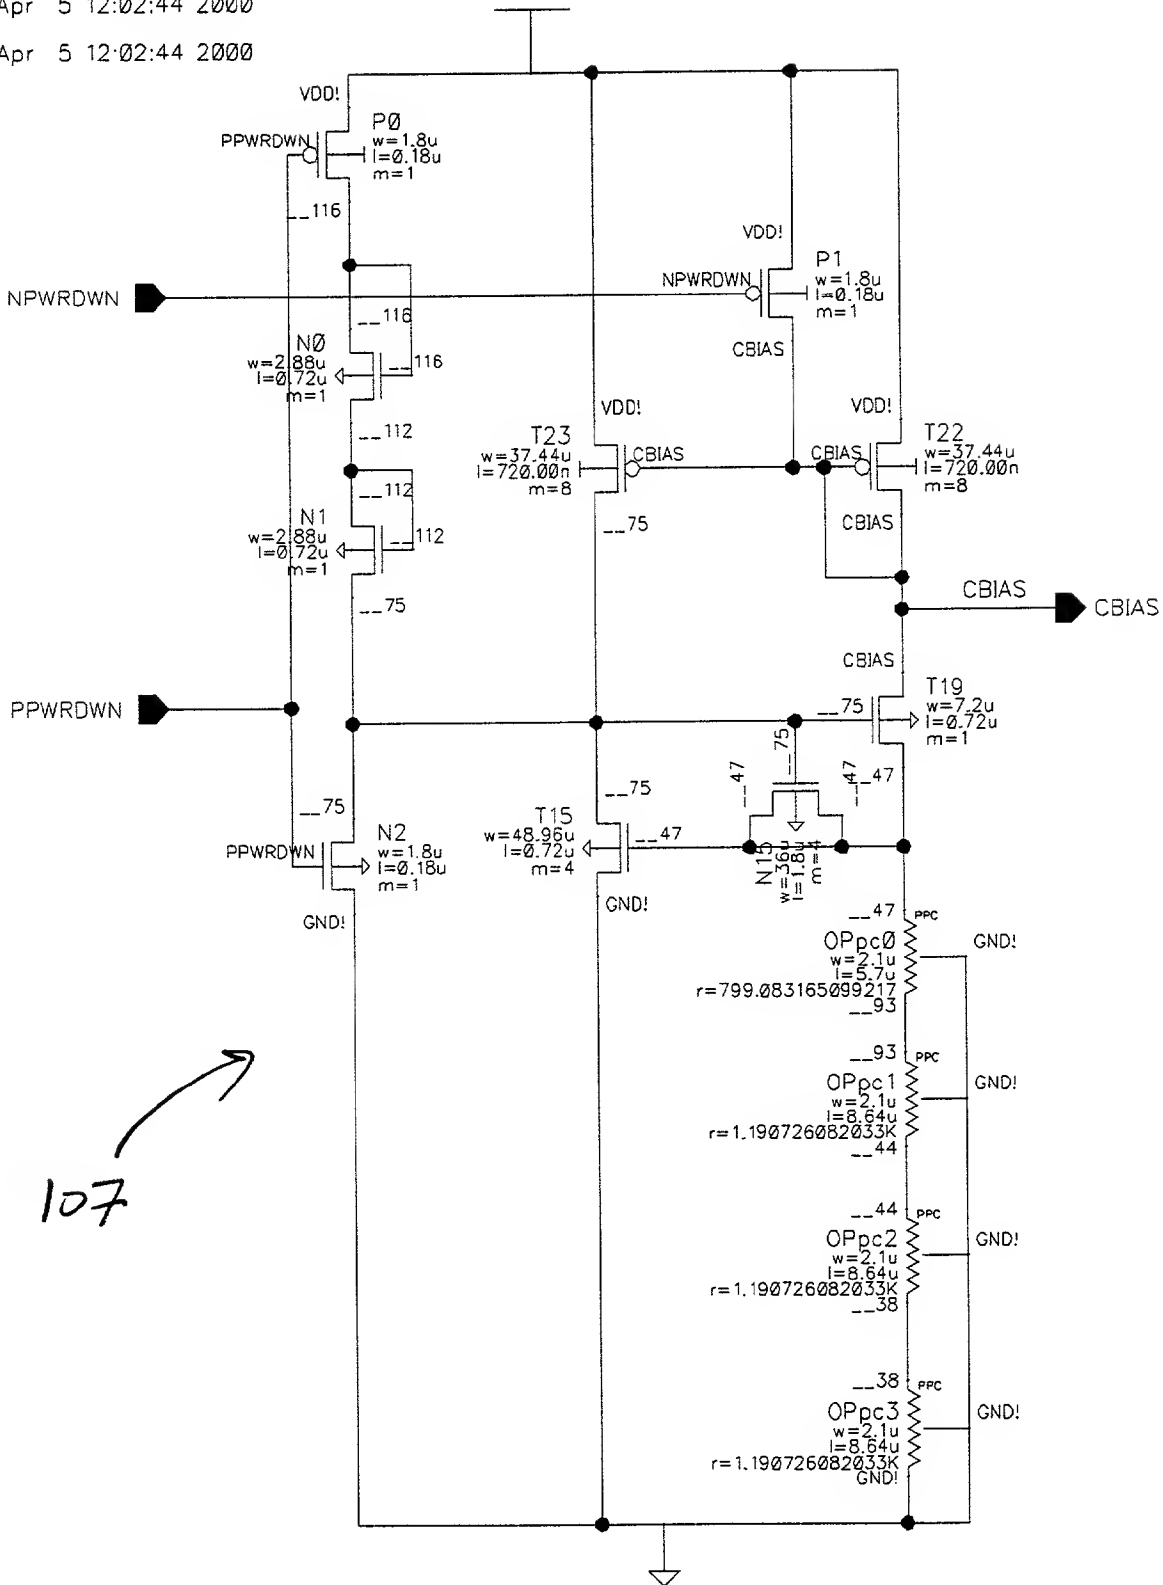 Apr 5 12:02:44 2000
Apr 5 12:02:44 2000
VDD!
P0
PPWRDWN
w=1.8u
l=0.18u
m=1
__116
VDD!
P1
NPWRDWN
w=1.8u
l=0.18u
m=1
NPWRDWN
__116
CBIAS
N0
w=2.88u
l=0.72u
m=1
__116
VDD!
VDD!
__112
T23
w=37.44u
l=720.00n
m=8
CBIAS
CBIAS
T22
w=37.44u
l=720.00n
m=8
__112
N1
w=2.88u
l=0.72u
m=1
__112
__75
CBIAS
__75
CBIAS
CBIAS
CBIAS
T19
w=7.2u
l=0.72u
m=1
PPWRDWN
__75
__75
__47
__47
__47
__75
__75
N2
PPWRDWN
w=1.8u
l=0.18u
m=1
T15
w=48.96u
l=0.72u
m=4
__47
N15
w=36u
l=1.8u
m=4
GND!
GND!
__47
PPC
OPpc0
w=2.1u
l=5.7u
r=799.083165099217
GND!
__93
__93
PPC
OPpc1
w=2.1u
l=8.64u
r=1.190726082033K
GND!
__44
107
__44
PPC
OPpc2
w=2.1u
l=8.64u
r=1.190726082033K
GND!
__38
__38
PPC
OPpc3
w=2.1u
l=8.64u
r=1.190726082033K
GND!
GND!